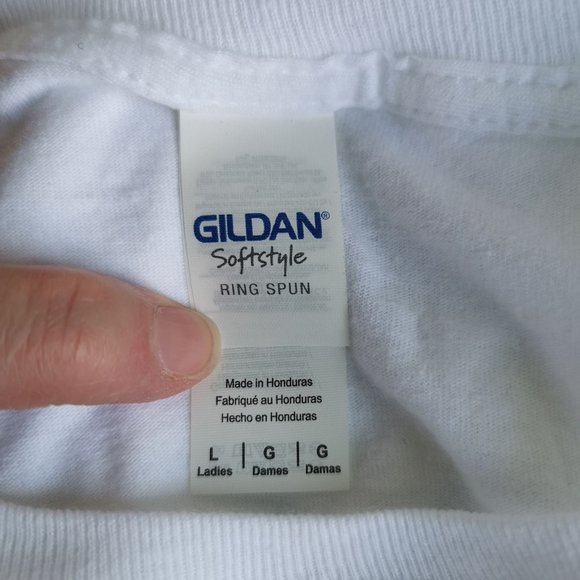 GILDAN®
Softstyle
RING SPUN
Made in Honduras
Fabriqué au Honduras
Hecho en Honduras
L | G | G
Ladies | Dames | Damas